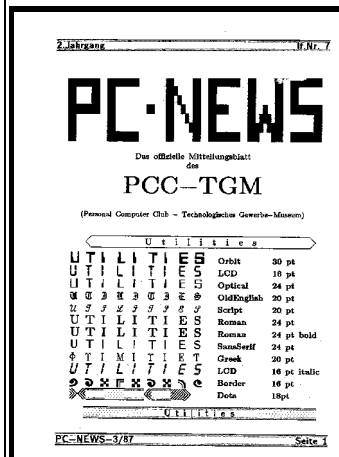 2.Jahrgang lf.Nr. 7
PC-NEWS
Das offizielle Mitteilungsblatt
des
PCC-TGM
(Personal Computer Club - Technologisches Gewerbe-Museum)
Utilities
UTILITIES Orbit 30 pt
UTILITIES LCD 16 pt
UTILITIES Optical 24 pt
UTILITIES OldEnglish 20 pt
UTILITIES Script 20 pt
UTILITIES Roman 24 pt
UTILITIES Roman 24 pt bold
UTILITIES SansSerif 24 pt
ΦΤΙΜΙΤΙΕΤ Greek 20 pt
UTILITIES LCD 16 pt italic
Border 16 pt
Dots 18pt
Utilities
PC-NEWS-3/87 Seite 1